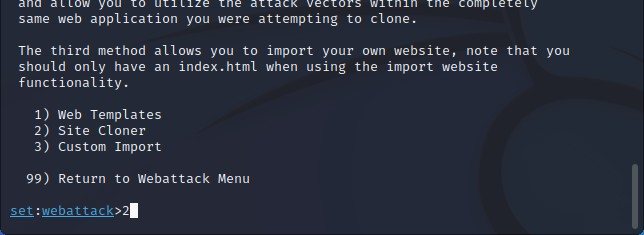 and allow you to utilize the attack vectors within the completely
same web application you were attempting to clone.
The third method allows you to import your own website, note that you
should only have an index.html when using the import website
functionality.
1) Web Templates
2) Site Cloner
3) Custom Import
99) Return to Webattack Menu
set:webattack>2